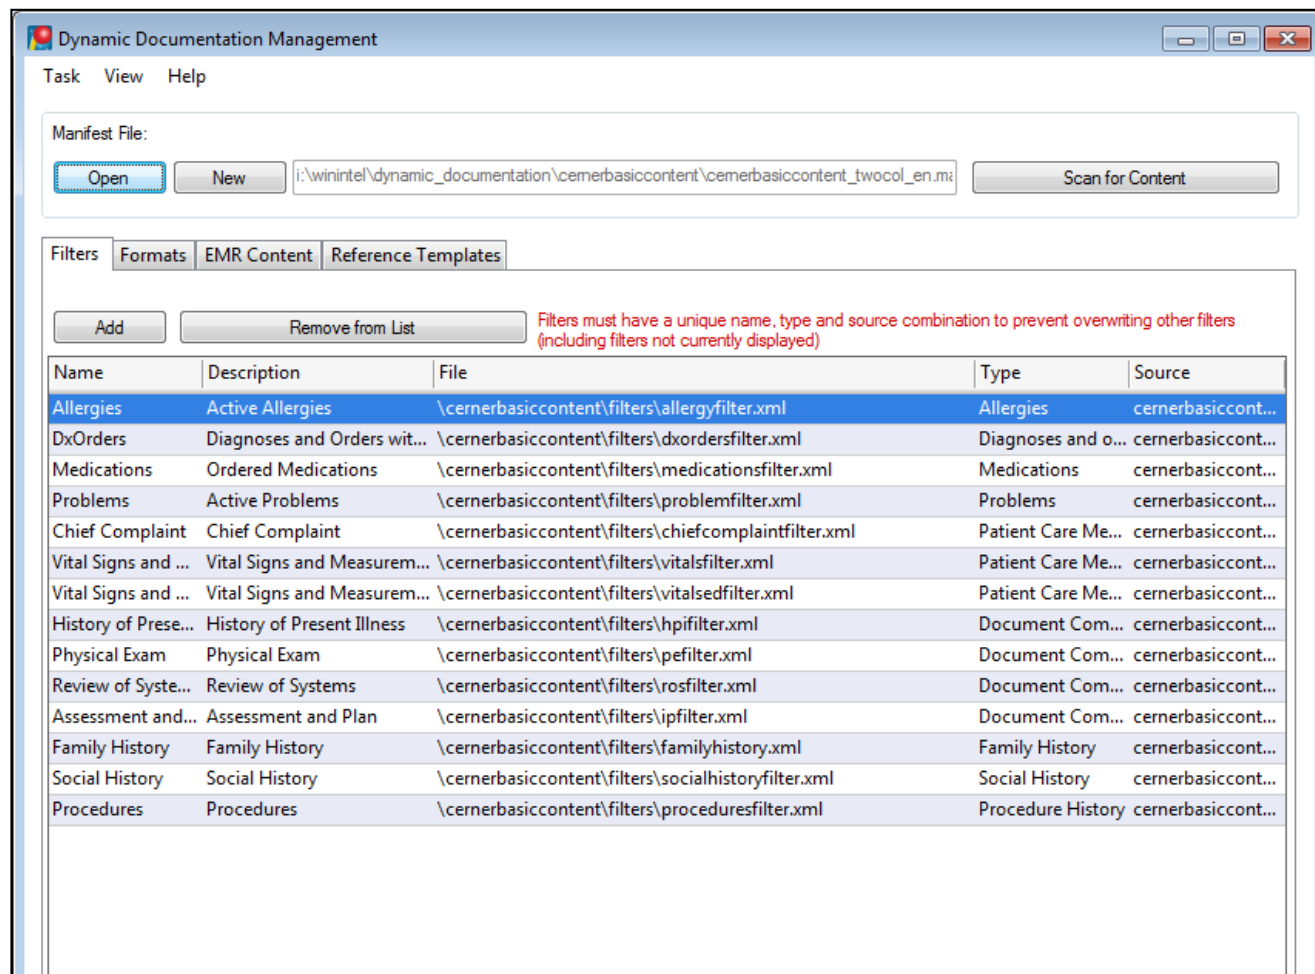 Dynamic Documentation Management
Task View Help
Manifest File:
Open New i:\winintel\dynamic_documentation\cernerbasiccontent\cernerbasiccontent_twocol_en.ma Scan for Content
Filters Formats EMR Content Reference Templates
Add Remove from List Filters must have a unique name, type and source combination to prevent overwriting other filters
(including filters not currently displayed)
Name Description File Type Source
Allergies Active Allergies \cernerbasiccontent\filters\allergyfilter.xml Allergies cernerbasiccont...
DxOrders Diagnoses and Orders wit... \cernerbasiccontent\filters\dxordersfilter.xml Diagnoses and o... cernerbasiccont...
Medications Ordered Medications \cernerbasiccontent\filters\medicationsfilter.xml Medications cernerbasiccont...
Problems Active Problems \cernerbasiccontent\filters\problemfilter.xml Problems cernerbasiccont...
Chief Complaint Chief Complaint \cernerbasiccontent\filters\chiefcomplaintfilter.xml Patient Care Me... cernerbasiccont...
Vital Signs and ... Vital Signs and Measurem... \cernerbasiccontent\filters\vitalsfilter.xml Patient Care Me... cernerbasiccont...
Vital Signs and ... Vital Signs and Measurem... \cernerbasiccontent\filters\vitalsedfilter.xml Patient Care Me... cernerbasiccont...
History of Prese... History of Present Illness \cernerbasiccontent\filters\hpifilter.xml Document Com... cernerbasiccont...
Physical Exam Physical Exam \cernerbasiccontent\filters\pefilter.xml Document Com... cernerbasiccont...
Review of Syste... Review of Systems \cernerbasiccontent\filters\rosfilter.xml Document Com... cernerbasiccont...
Assessment and... Assessment and Plan \cernerbasiccontent\filters\ipfilter.xml Document Com... cernerbasiccont...
Family History Family History \cernerbasiccontent\filters\familyhistory.xml Family History cernerbasiccont...
Social History Social History \cernerbasiccontent\filters\socialhistoryfilter.xml Social History cernerbasiccont...
Procedures Procedures \cernerbasiccontent\filters\proceduresfilter.xml Procedure History cernerbasiccont...